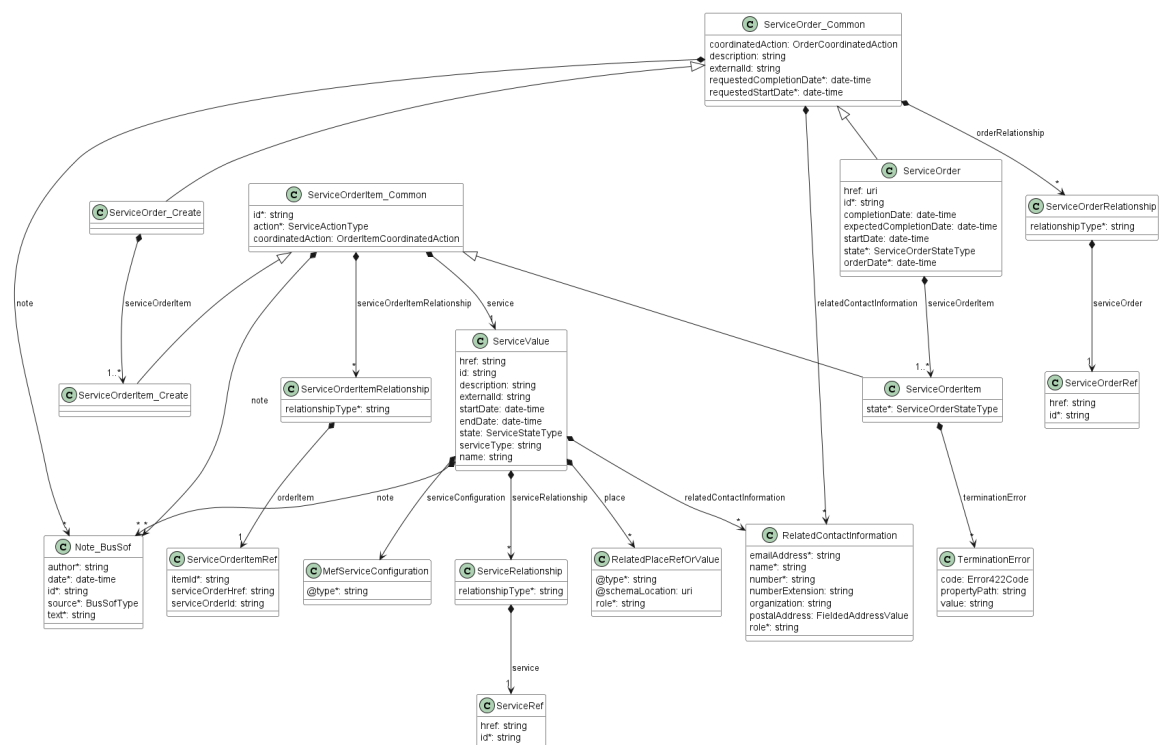 C ServiceOrder_Common
coordinatedAction: OrderCoordinatedAction
description: string
externalId: string
requestedCompletionDate*: date-time
requestedStartDate*: date-time
orderRelationship
C ServiceOrder
href: uri
id*: string
completionDate: date-time
expectedCompletionDate: date-time
startDate: date-time
state*: ServiceOrderStateType
orderDate*: date-time
C ServiceOrderItem_Common
id*: string
action*: ServiceActionType
coordinatedAction: OrderItemCoordinatedAction
C ServiceOrder_Create
*
C ServiceOrderRelationship
relationshipType*: string
note
serviceOrderItem
serviceOrderItemRelationship
service
relatedContactInformation
serviceOrderItem
serviceOrder
1
C ServiceValue
href: string
id: string
description: string
externalId: string
startDate: date-time
endDate: date-time
state: ServiceStateType
serviceType: string
name: string
1..*
*
1..*
1
C ServiceOrderItem_Create
C ServiceOrderItemRelationship
relationshipType*: string
C ServiceOrderItem
state*: ServiceOrderStateType
C ServiceOrderRef
href: string
id*: string
note
orderItem
note
serviceConfiguration
serviceRelationship
place
relatedContactInformation
terminationError
*
* *
1
*
*
*
*
*
C Note_BusSof
author*: string
date*: date-time
id*: string
source*: BusSofType
text*: string
C ServiceOrderItemRef
itemId*: string
serviceOrderHref: string
serviceOrderId: string
C MefServiceConfiguration
@type*: string
C ServiceRelationship
relationshipType*: string
C RelatedPlaceRefOrValue
@type*: string
@schemaLocation: uri
role*: string
C RelatedContactInformation
emailAddress*: string
name*: string
number*: string
numberExtension: string
organization: string
postalAddress: FieldedAddressValue
role*: string
C TerminationError
code: Error422Code
propertyPath: string
value: string
service
1
C ServiceRef
href: string
id*: string